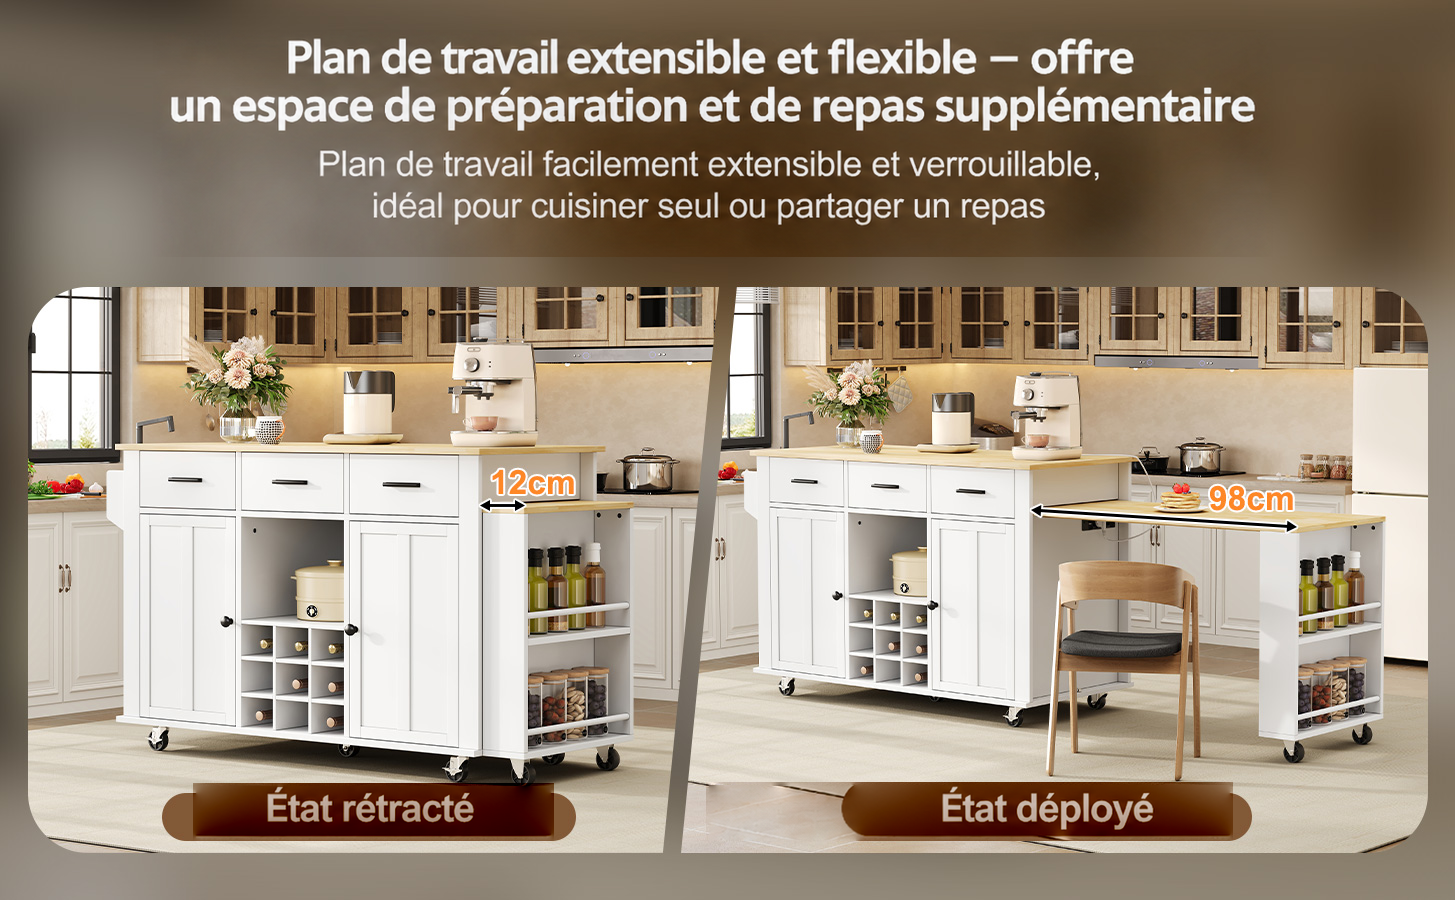 Plan de travail extensible et flexible – offre
un espace de préparation et de repas supplémentaire
Plan de travail facilement extensible et verrouillable,
idéal pour cuisiner seul ou partager un repas
12cm
98cm
État rétracté
État déployé